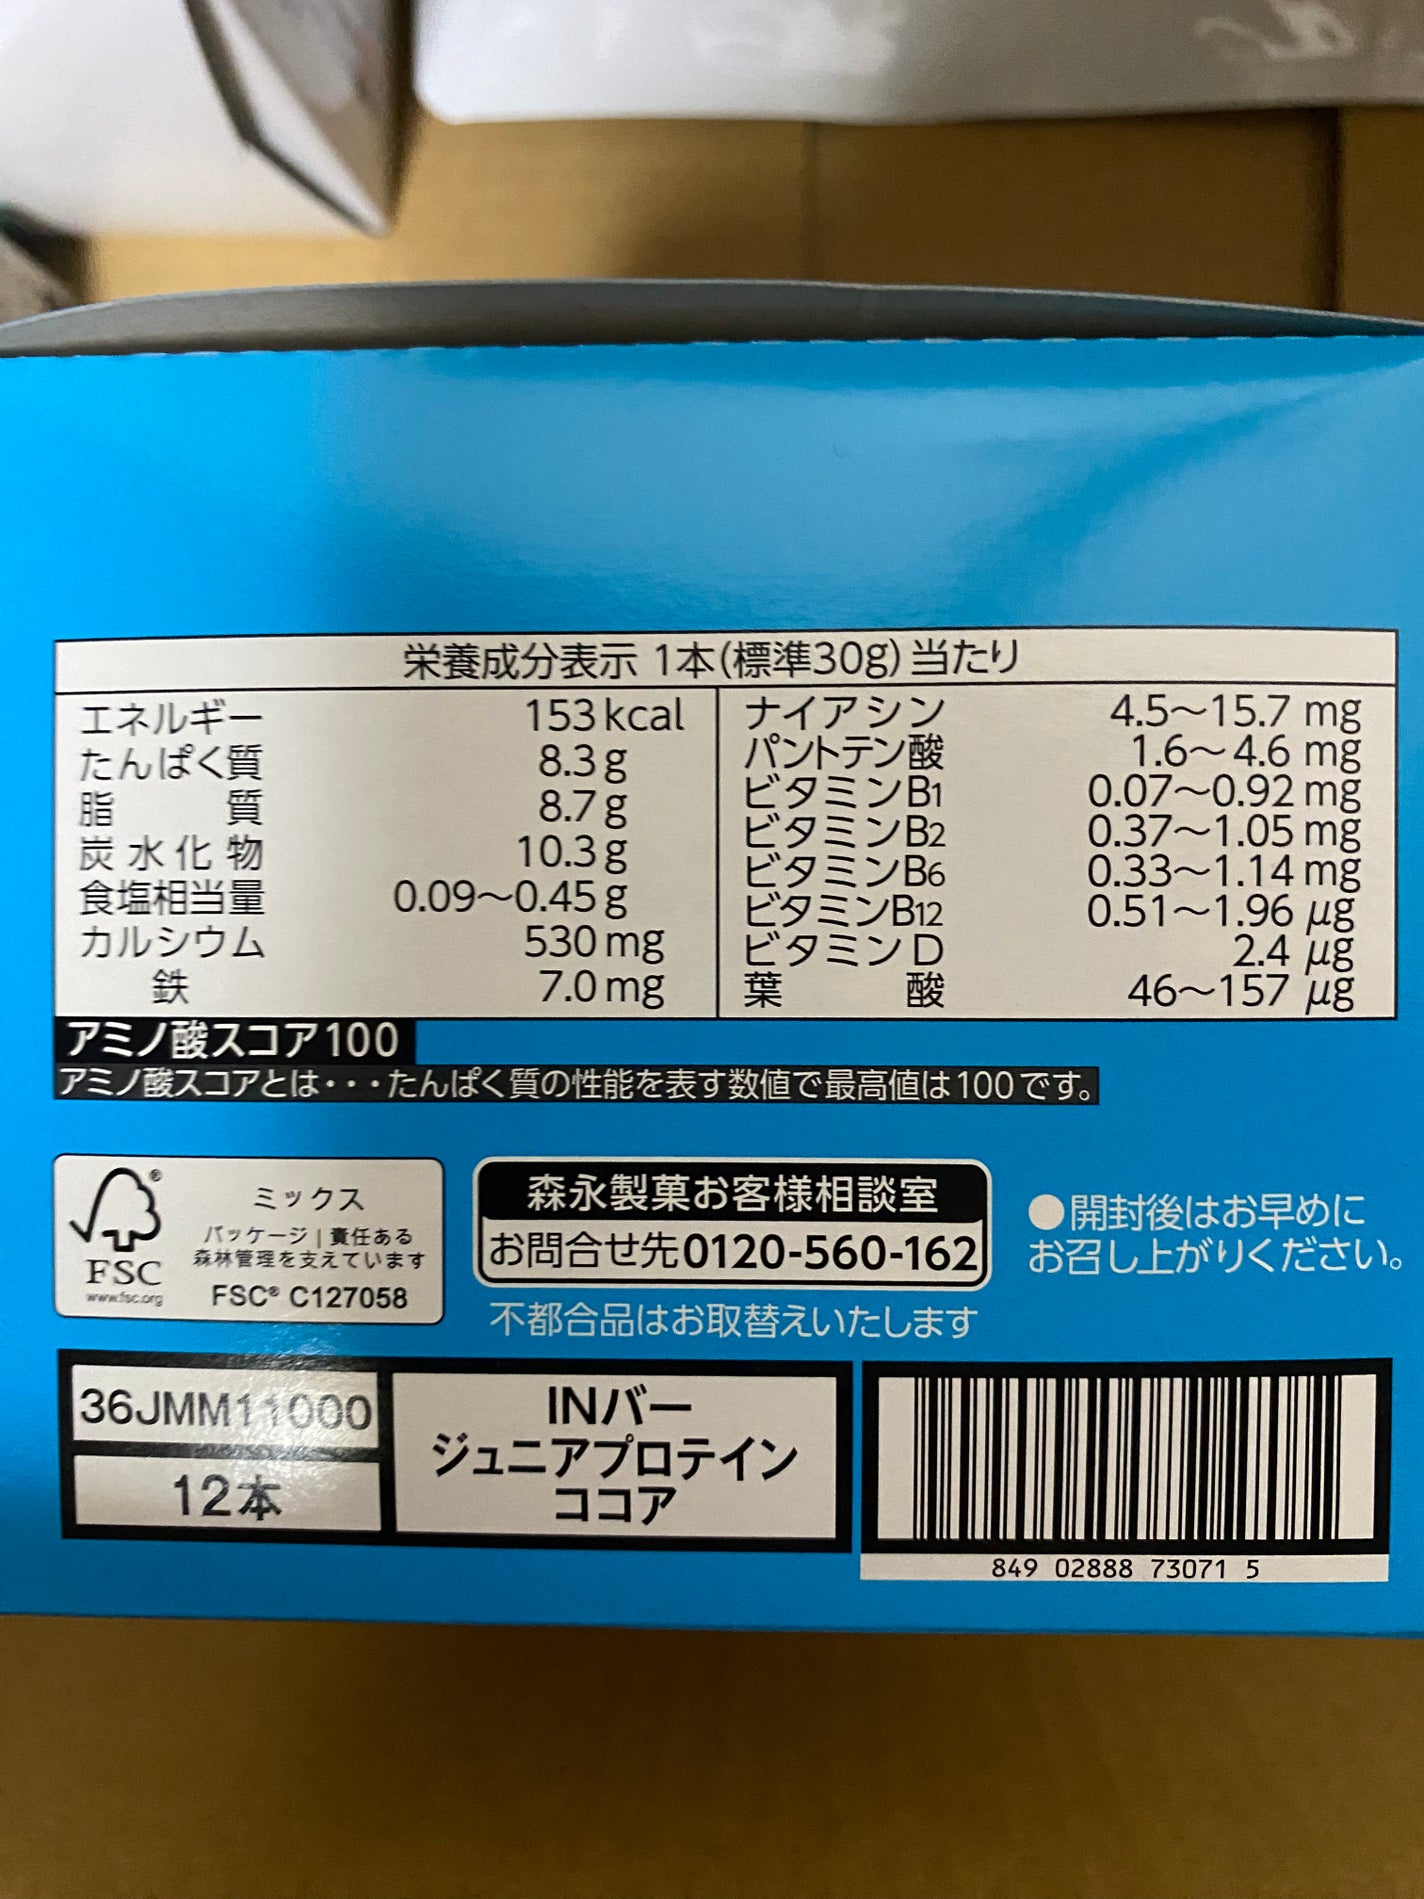 栄養成分表示 1本(標準30g)当たり
エネルギー 153kcal
たんぱく質 8.3g
脂質 8.7g
炭水化物 10.3g
食塩相当量 0.09〜0.45g
カルシウム 530mg
鉄 7.0mg
ナイアシン 4.5〜15.7mg
パントテン酸 1.6〜4.6mg
ビタミンB1 0.07〜0.92mg
ビタミンB2 0.37〜1.05mg
ビタミンB6 0.33〜1.14mg
ビタミンB12 0.51〜1.96μg
ビタミンD 2.4μg
葉酸 46〜157μg
アミノ酸スコア100
アミノ酸スコアとは・・・たんぱく質の性能を表す数値で最高値は100です。
FSC
www.fsc.org
ミックス
パッケージ|責任ある
森林管理を支えています
FSC® C127058
森永製菓お客様相談室
お問合せ先0120-560-162
不都合品はお取替えいたします
●開封後はお早めに
お召し上がりください。
36JMM11000
12本
INバー
ジュニアプロテイン
ココア
849 02888 73071 5